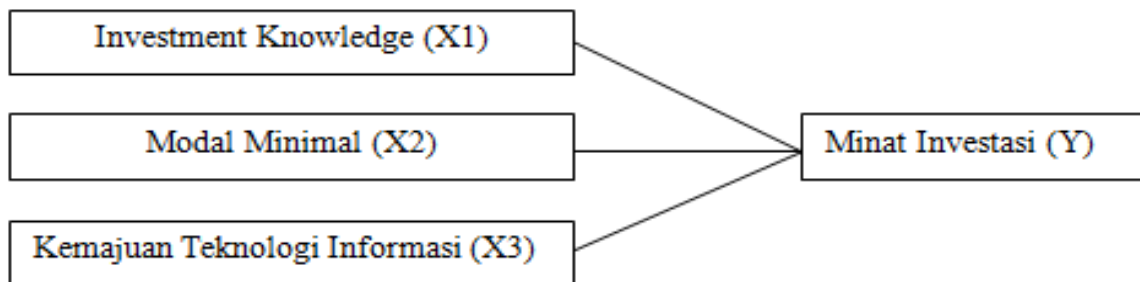 Investment Knowledge (X1)
Modal Minimal (X2)
Minat Investasi (Y)
Kemajuan Teknologi Informasi (X3)